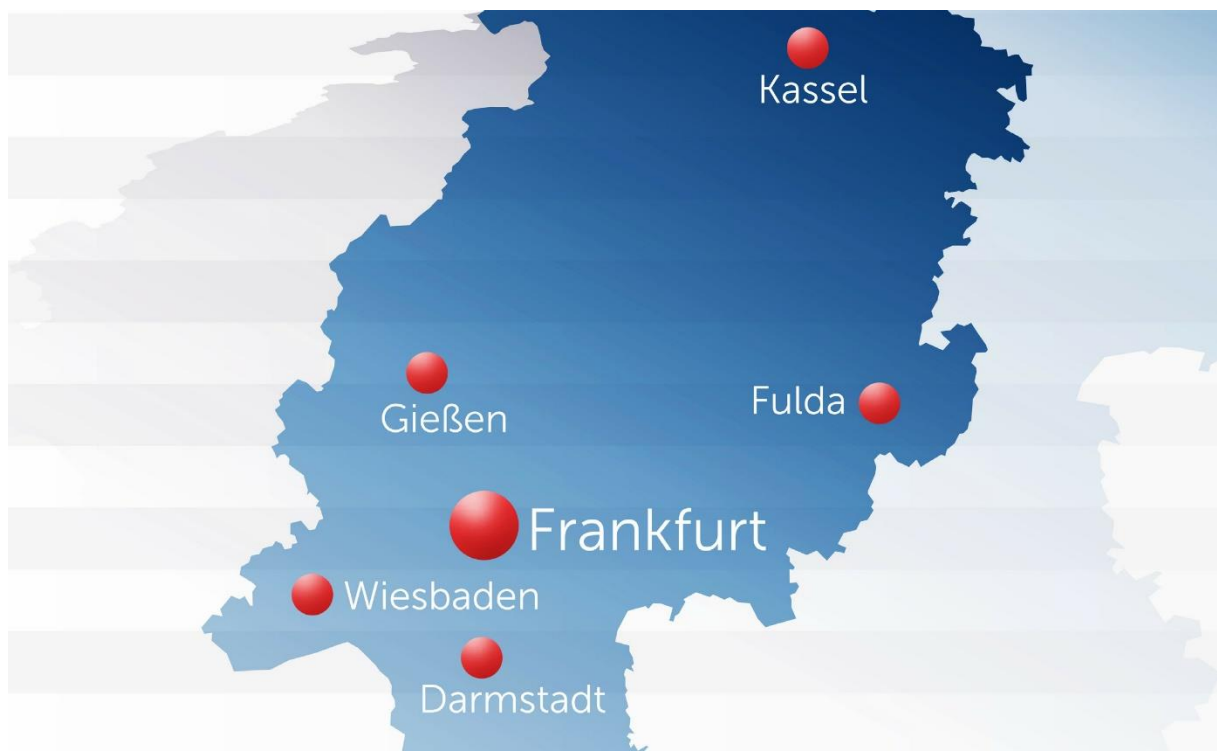 Kassel
Gießen
Fulda
Frankfurt
Wiesbaden
Darmstadt